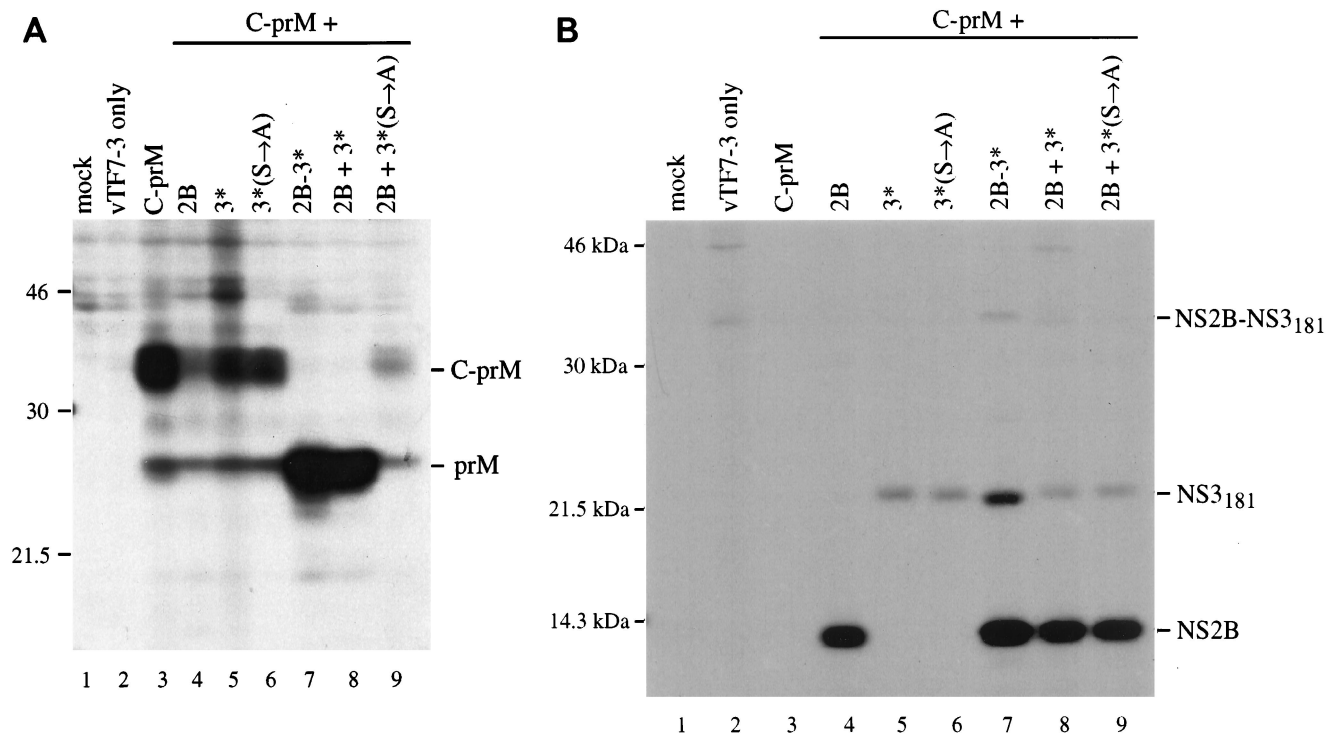 A
C-prM +
mock
vTF7-3 only
C-prM
2B
3*
3*(S→A)
2B-3*
2B + 3*
2B + 3*(S→A)
46
30
21.5
C-prM
prM
1 2 3 4 5 6 7 8 9
B
C-prM +
mock
vTF7-3 only
C-prM
2B
3*
3*(S→A)
2B-3*
2B + 3*
2B + 3*(S→A)
46 kDa
30 kDa
21.5 kDa
14.3 kDa
NS2B-NS3181
NS3181
NS2B
1 2 3 4 5 6 7 8 9